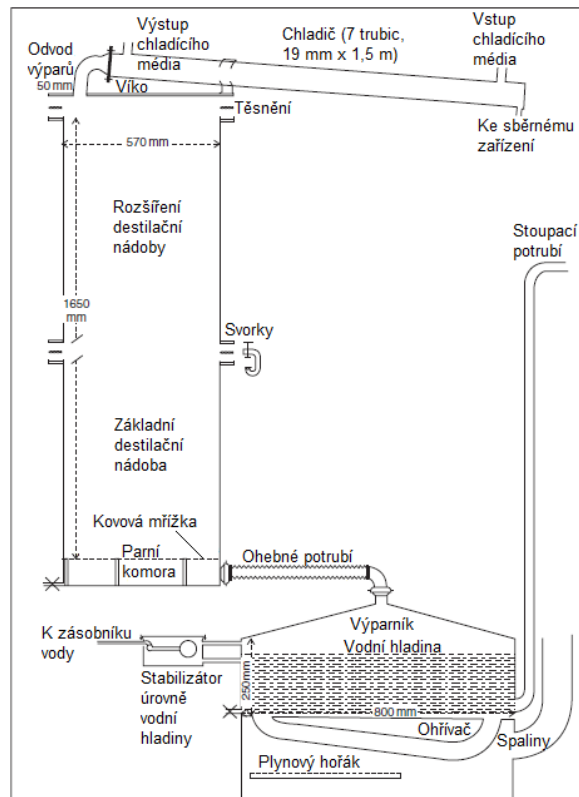 Výstup
chladícího
média
Chladič (7 trubic,
19 mm x 1,5 m)
Vstup
chladícího
média
Odvod
výparů
50 mm
Víko
Těsnění
Ke sběrnému
zařízení
570 mm
Rozšíření
destilační
nádoby
Stoupací
potrubí
1650
mm
Svorky
Základní
destilační
nádoba
Kovová mřížka
Parní
komora
Ohebné potrubí
Výparník
K zásobníku
vody
Vodní hladina
Stabilizátor
úrovně
vodní
hladiny
250mm
800 mm
Ohřívač
Spaliny
Plynový hořák